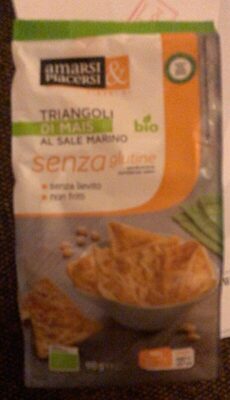 amarsi
piacersi
&
TRIANGOLI
DI MAIS
AL SALE MARINO
bio
senza glutine
senza lievito
non fritti